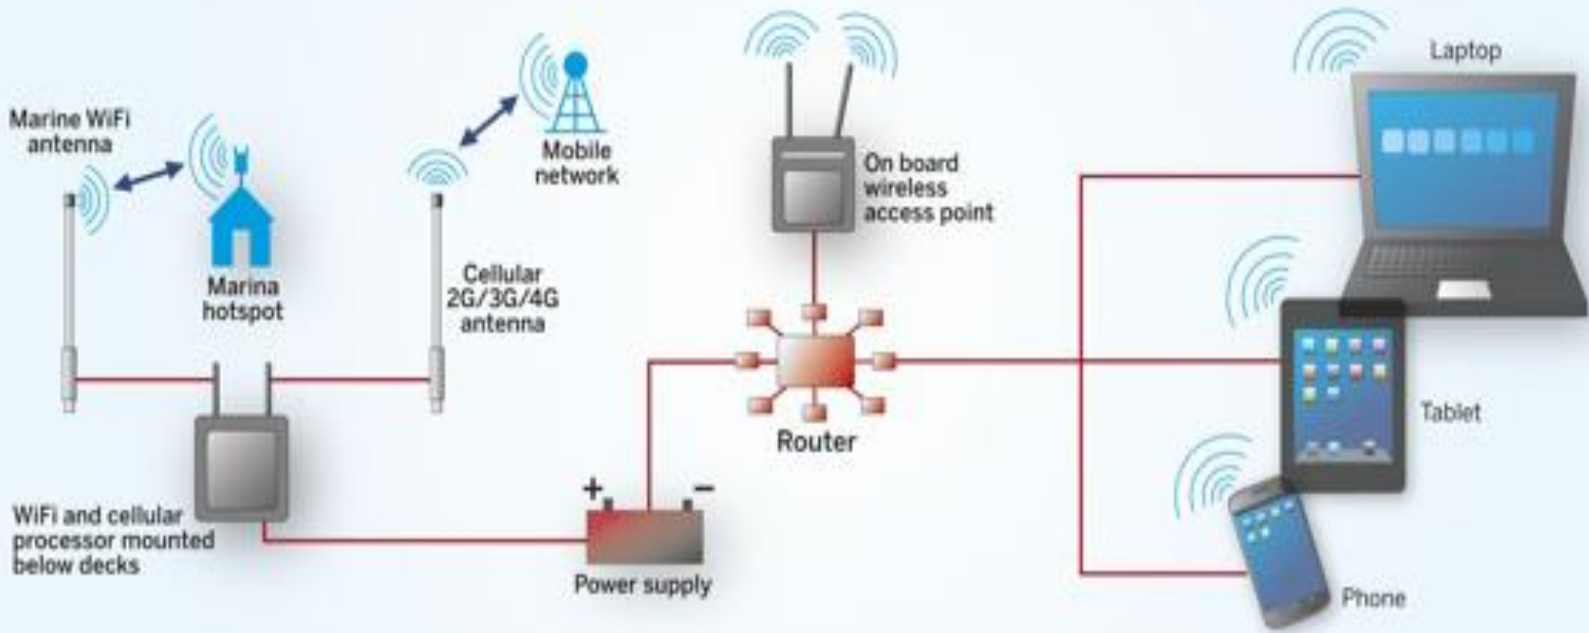 Marine WiFi
antenna
Marina
hotspot
Mobile
network
Cellular
2G/3G/4G
antenna
WiFi and cellular
processor mounted
below decks
+
−
Power supply
On board
wireless
access point
Router
Laptop
Tablet
Phone